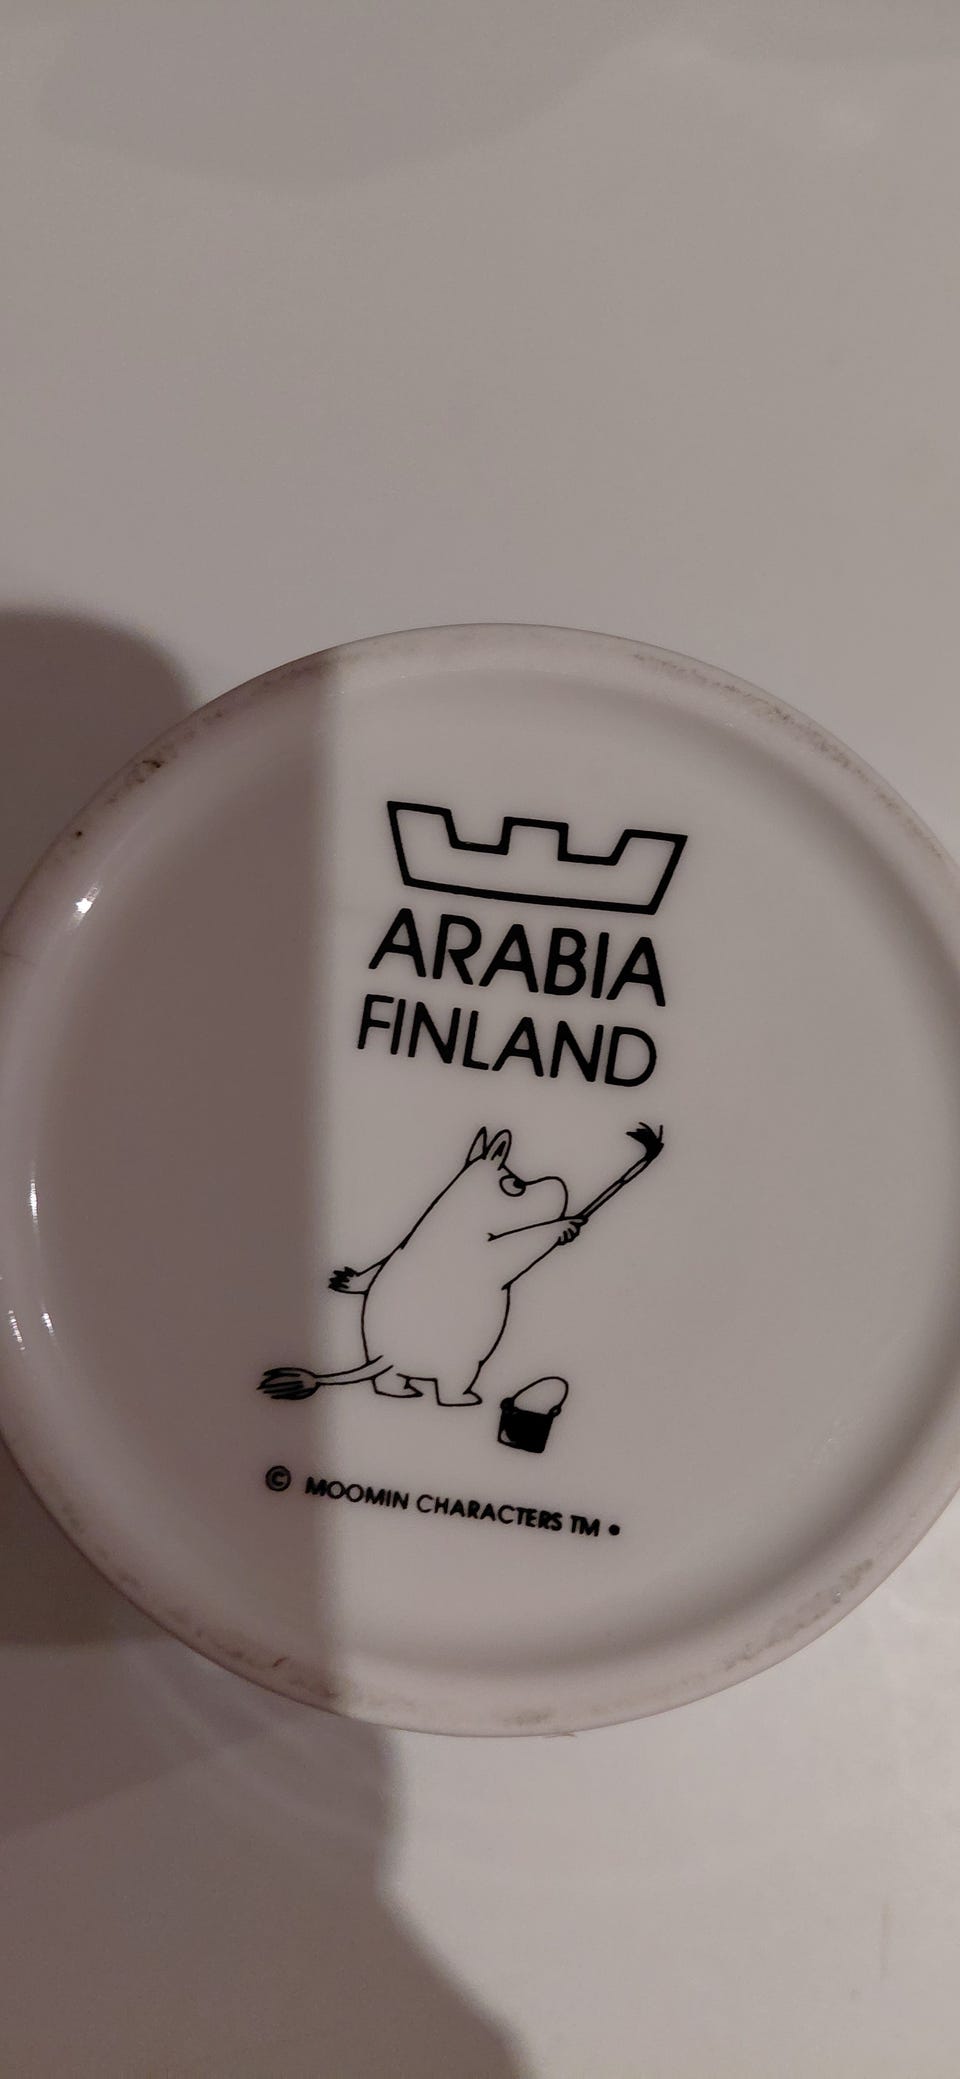 ARABIA
FINLAND
© MOOMIN CHARACTERS TM •